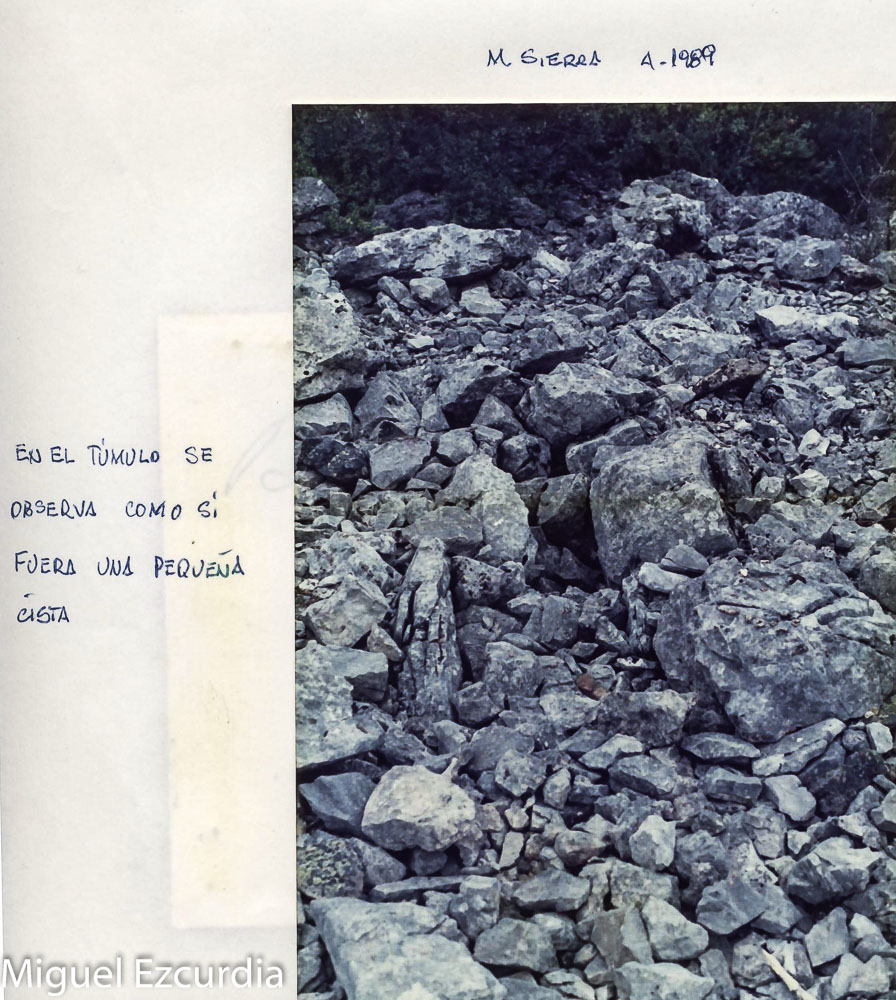 M. SIERRA A-1989
EN EL TÚMULO SE
OBSERVA COMO SI
FUERA UNA PEQUEÑA
CISTA
Miguel Ezcurdia